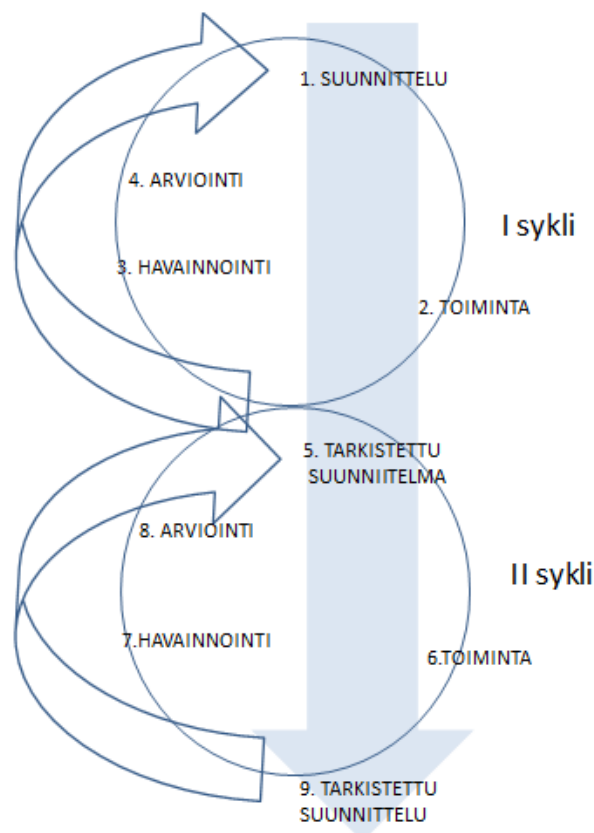 1. SUUNNITTELU
4. ARVIOINTI
I sykli
3. HAVAINNOINTI
2. TOIMINTA
5. TARKISTETTU
SUUNNIITELMA
8. ARVIOINTI
II sykli
7.HAVAINNOINTI
6.TOIMINTA
9. TARKISTETTU
SUUNNITTELU